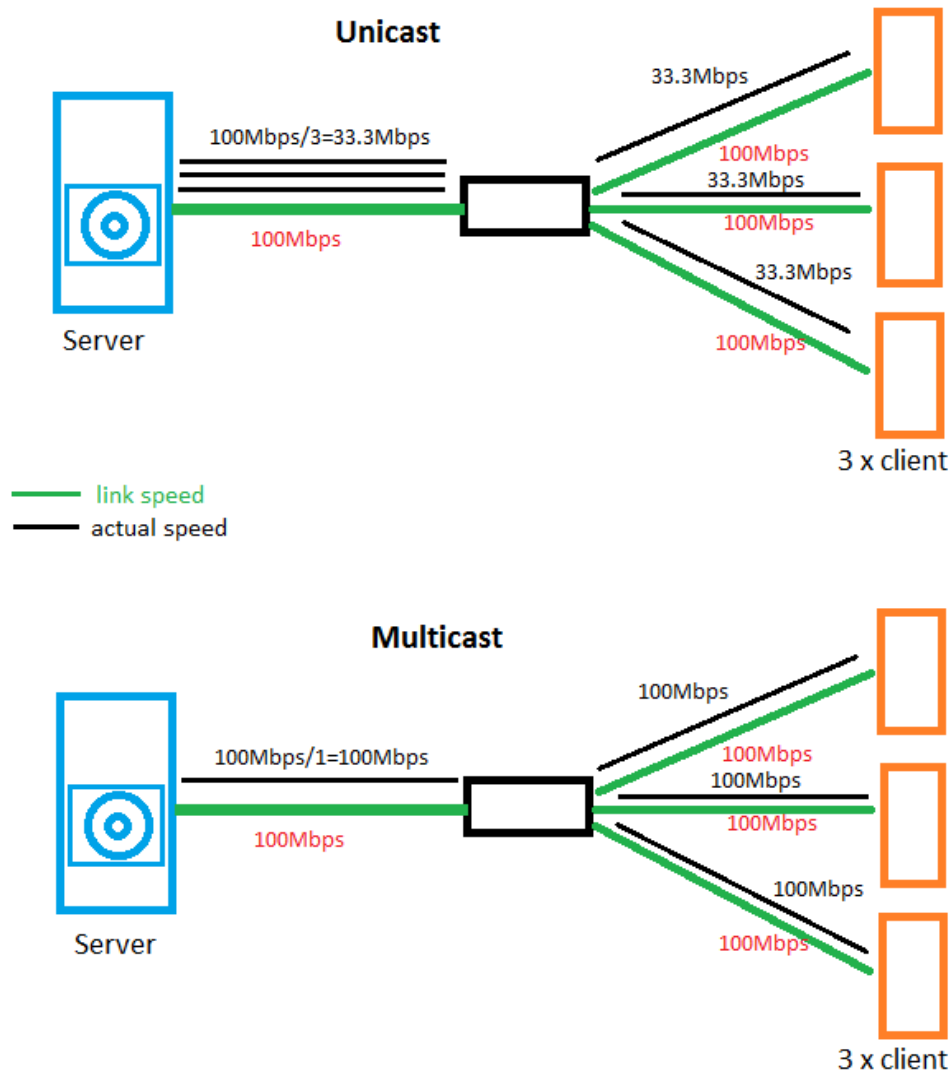 Unicast
33.3Mbps
100Mbps/3=33.3Mbps
100Mbps
33.3Mbps
100Mbps
100Mbps
33.3Mbps
Server
100Mbps
3 x client
link speed
actual speed
Multicast
100Mbps
100Mbps/1=100Mbps
100Mbps
100Mbps
100Mbps
100Mbps
100Mbps
Server
100Mbps
3 x client